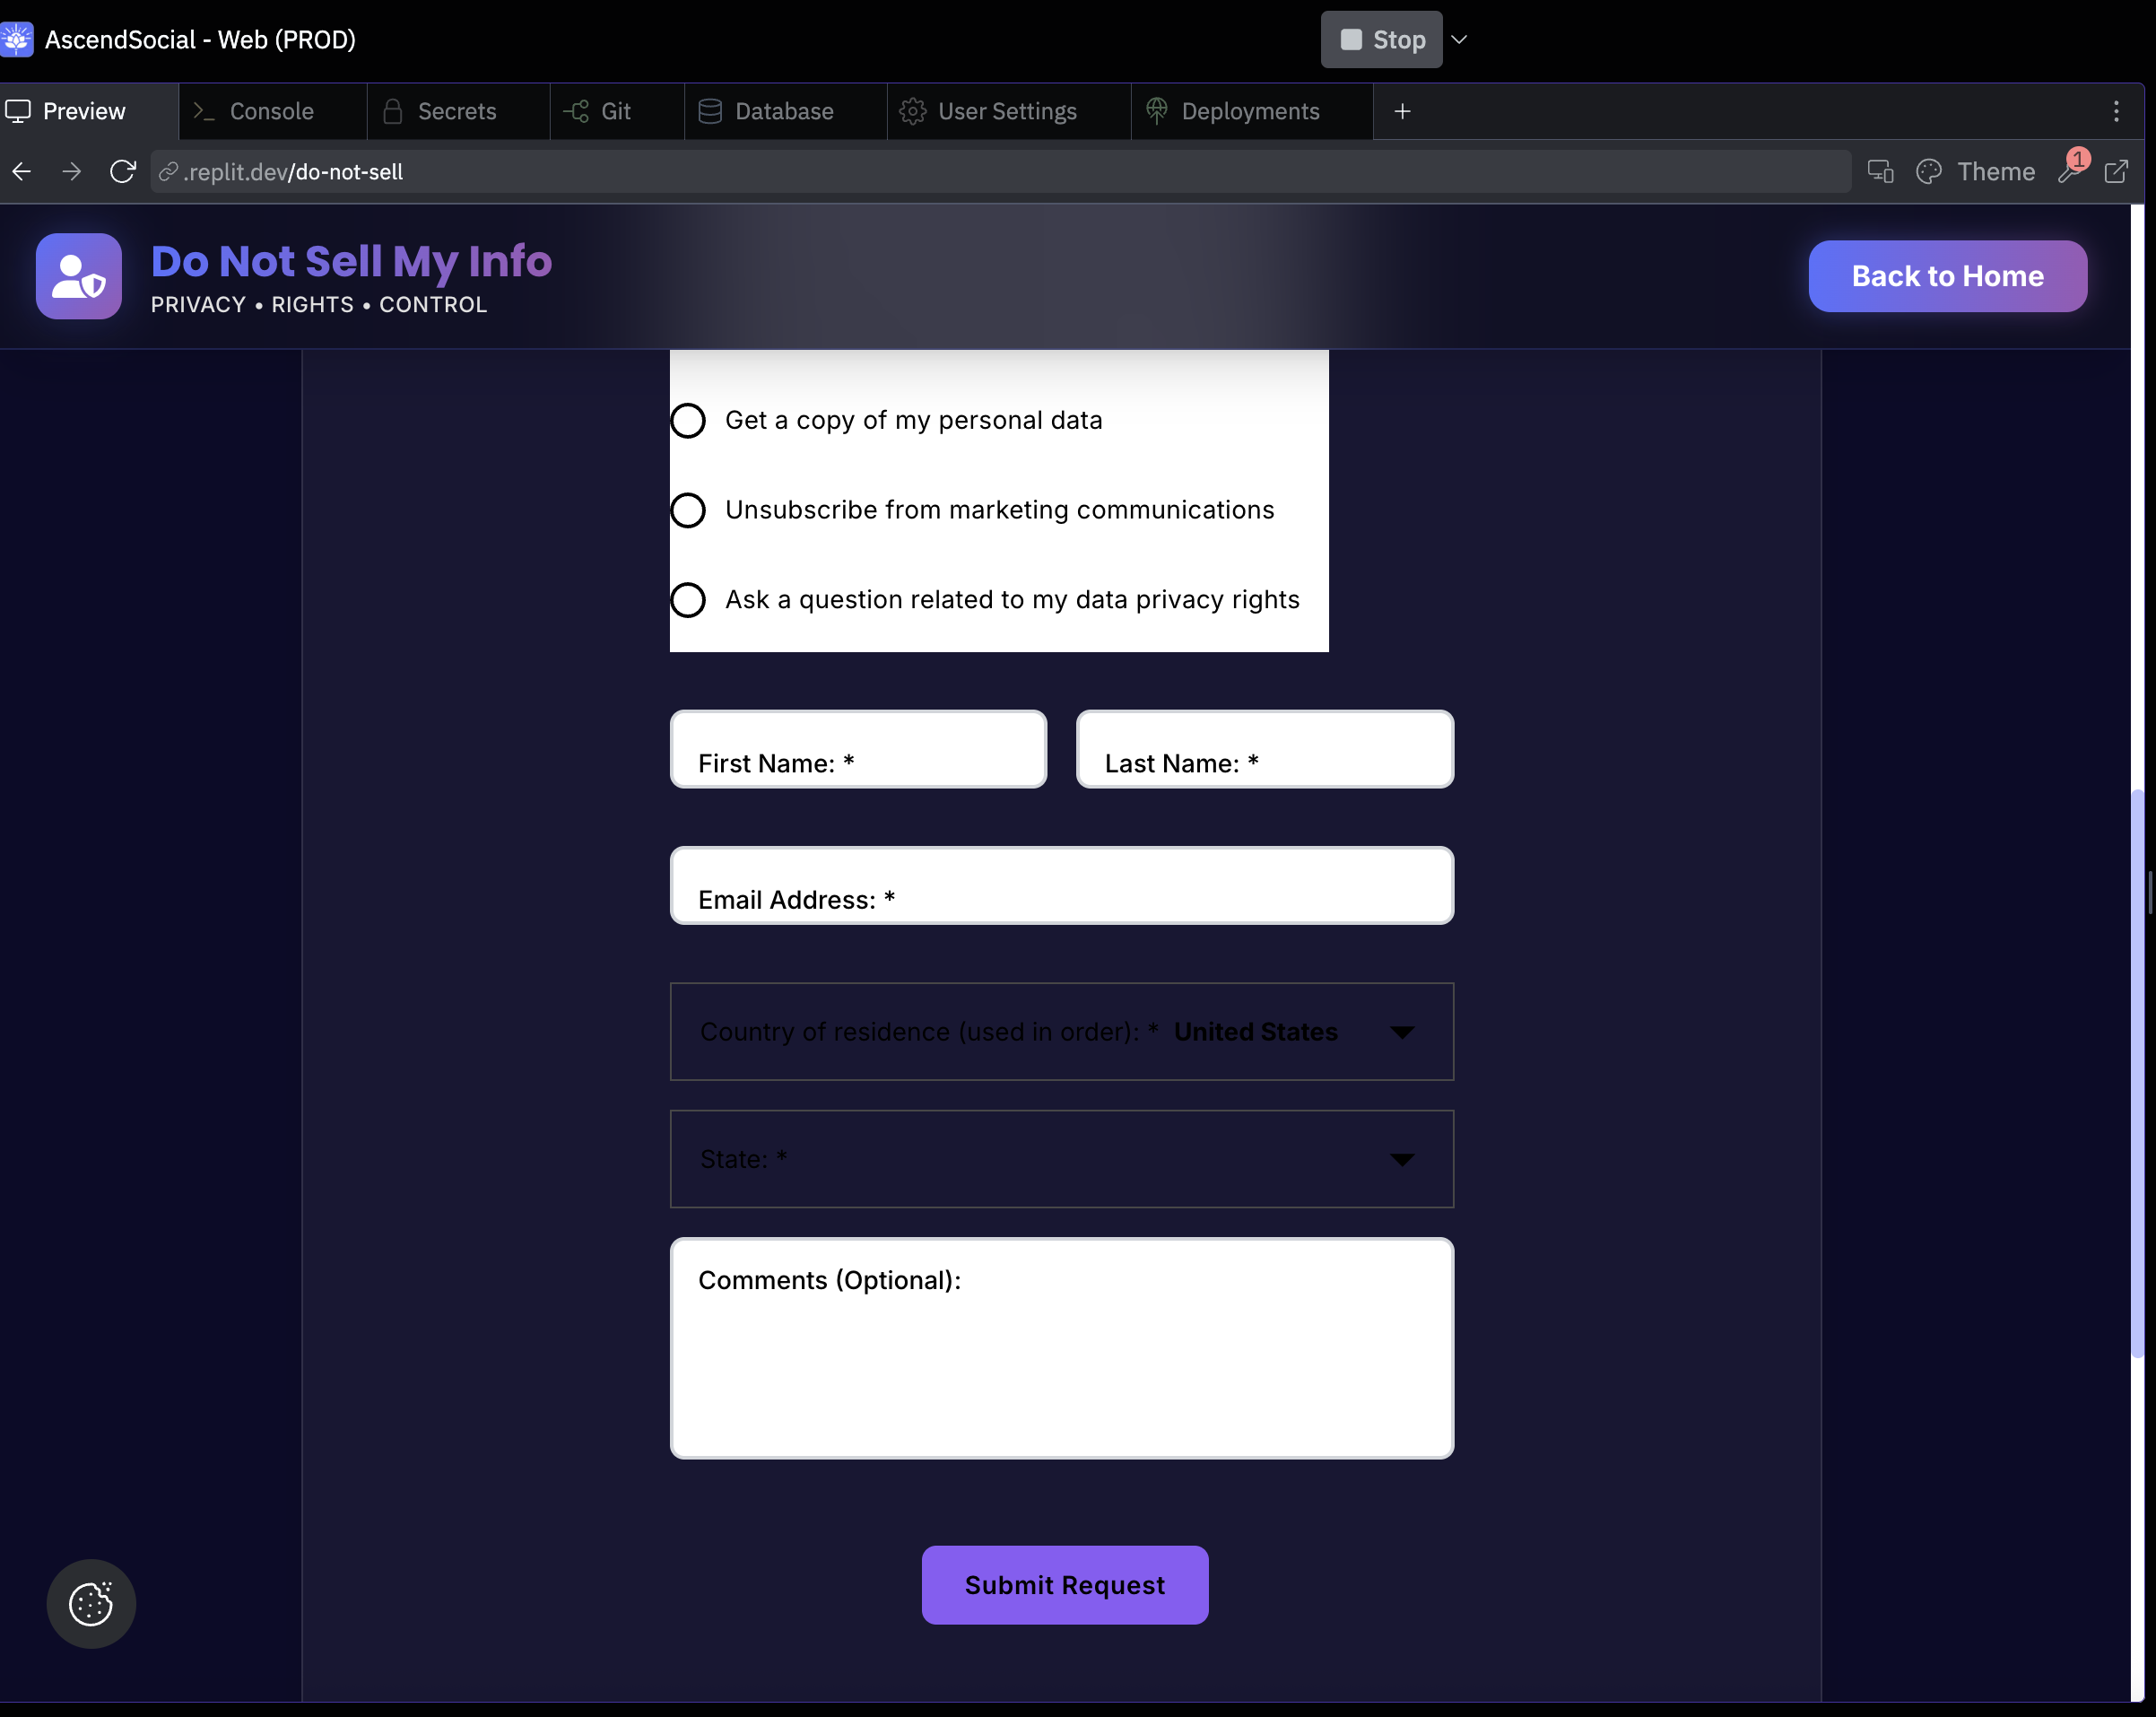 AscendSocial - Web (PROD)
Stop
Preview
Console
Secrets
Git
Database
User Settings
Deployments
.replit.dev/do-not-sell
Theme
1
Do Not Sell My Info
PRIVACY • RIGHTS • CONTROL
Back to Home
Get a copy of my personal data
Unsubscribe from marketing communications
Ask a question related to my data privacy rights
First Name: *
Last Name: *
Email Address: *
Country of residence (used in order): * United States
State: *
Comments (Optional):
Submit Request